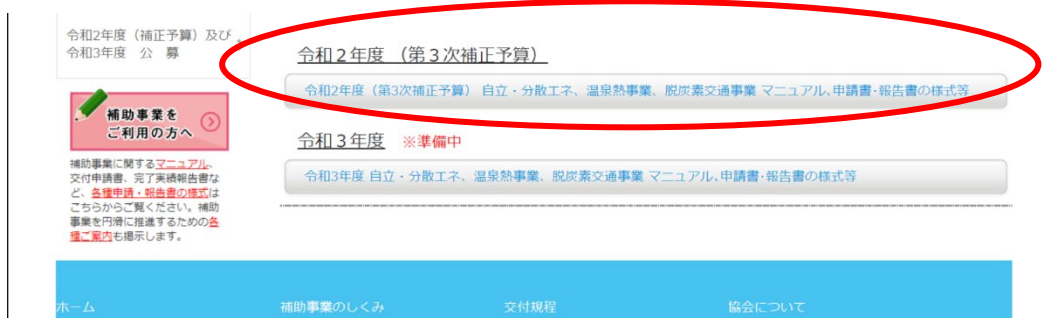 令和2年度（補正予算）及び
令和3年度　公　募
補助事業を
ご利用の方へ
補助事業に関するマニュアル、
交付申請書、完了実績報告書な
ど、各種申請・報告書の様式は
こちらからご覧ください。補助
事業を円滑に推進するための各
種ご案内も掲示します。
令和２年度　（第３次補正予算）
令和2年度（第3次補正予算） 自立・分散エネ、温泉熱事業、脱炭素交通事業 マニュアル、申請書・報告書の様式等
令和３年度　※準備中
令和3年度 自立・分散エネ、温泉熱事業、脱炭素交通事業 マニュアル、申請書・報告書の様式等
ホーム　補助事業のしくみ　交付規程　協会について